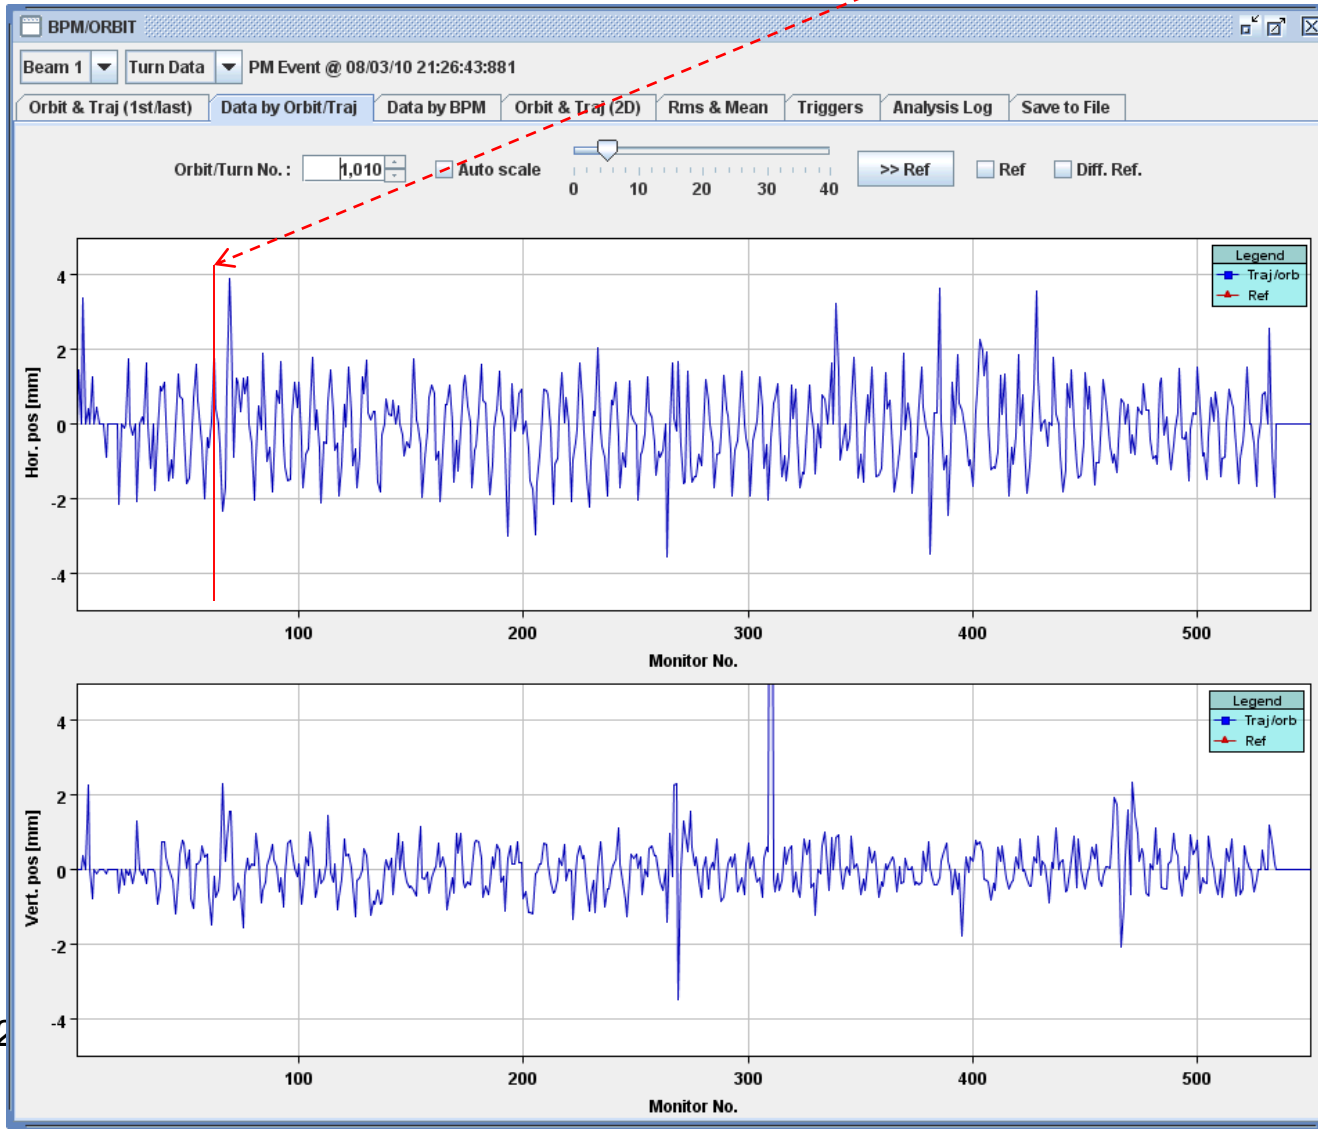 BPM/ORBIT
Beam 1 Turn Data PM Event @ 08/03/10 21:26:43:881
Orbit & Traj (1st/last) Data by Orbit/Traj Data by BPM Orbit & Traj (2D) Rms & Mean Triggers Analysis Log Save to File
Orbit/Turn No. : 1,010 Auto scale 0 10 20 30 40 >> Ref Ref Diff. Ref.
Legend
Traj/orb
Ref
Hor. pos [mm]
4
2
0
-2
-4
100 200 300 400 500
Monitor No.
Legend
Traj/orb
Ref
Vert. pos [mm]
4
2
0
-2
-4
100 200 300 400 500
Monitor No.